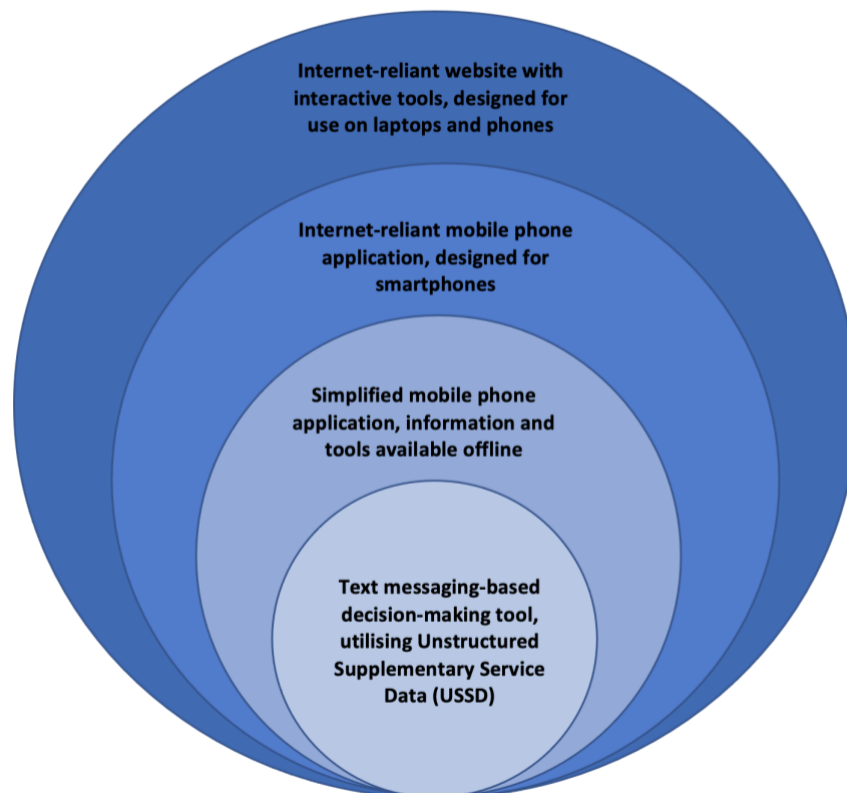 Internet-reliant website with
interactive tools, designed for
use on laptops and phones
Internet-reliant mobile phone
application, designed for
smartphones
Simplified mobile phone
application, information and
tools available offline
Text messaging-based
decision-making tool,
utilising Unstructured
Supplementary Service
Data (USSD)